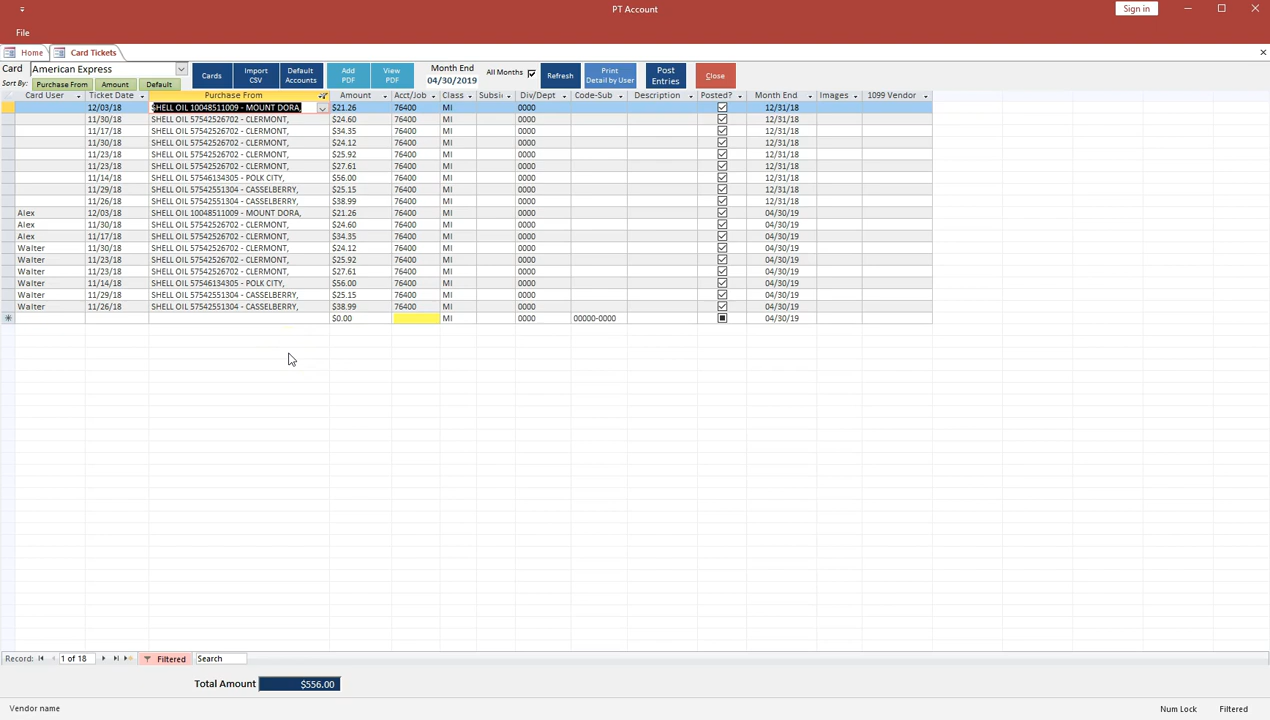 PT Account
Sign in
File
Home
Card Tickets
Card American Express
Cards
Import CSV
Default Accounts
Add PDF
View PDF
Month End 04/30/2019
All Months
Refresh
Print Detail by User
Post Entries
Close
Sort By: Purchase From Amount Default
Card User Ticket Date Purchase From Amount Acct/Job Class Subsi Div/Dept Code-Sub Description Posted? Month End Images 1099 Vendor
12/03/18 SHELL OIL 10048511009 - MOUNT DORA, $21.26 76400 MI 0000 12/31/18
11/30/18 SHELL OIL 57542526702 - CLERMONT, $24.60 76400 MI 0000 12/31/18
11/17/18 SHELL OIL 57542526702 - CLERMONT, $34.35 76400 MI 0000 12/31/18
11/30/18 SHELL OIL 57542526702 - CLERMONT, $24.12 76400 MI 0000 12/31/18
11/23/18 SHELL OIL 57542526702 - CLERMONT, $25.92 76400 MI 0000 12/31/18
11/23/18 SHELL OIL 57542526702 - CLERMONT, $27.61 76400 MI 0000 12/31/18
11/14/18 SHELL OIL 57546134305 - POLK CITY, $56.00 76400 MI 0000 12/31/18
11/29/18 SHELL OIL 57542551304 - CASSELBERRY, $25.15 76400 MI 0000 12/31/18
11/26/18 SHELL OIL 57542551304 - CASSELBERRY, $38.99 76400 MI 0000 12/31/18
Alex 12/03/18 SHELL OIL 10048511009 - MOUNT DORA, $21.26 76400 MI 0000 04/30/19
Alex 11/30/18 SHELL OIL 57542526702 - CLERMONT, $24.60 76400 MI 0000 04/30/19
Alex 11/17/18 SHELL OIL 57542526702 - CLERMONT, $34.35 76400 MI 0000 04/30/19
Walter 11/30/18 SHELL OIL 57542526702 - CLERMONT, $24.12 76400 MI 0000 04/30/19
Walter 11/23/18 SHELL OIL 57542526702 - CLERMONT, $25.92 76400 MI 0000 04/30/19
Walter 11/23/18 SHELL OIL 57542526702 - CLERMONT, $27.61 76400 MI 0000 04/30/19
Walter 11/14/18 SHELL OIL 57546134305 - POLK CITY, $56.00 76400 MI 0000 04/30/19
Walter 11/29/18 SHELL OIL 57542551304 - CASSELBERRY, $25.15 76400 MI 0000 04/30/19
Walter 11/26/18 SHELL OIL 57542551304 - CASSELBERRY, $38.99 76400 MI 0000 04/30/19
$0.00 MI 0000 00000-0000 04/30/19
Record: 1 of 18 Filtered Search
Total Amount $556.00
Vendor name Num Lock Filtered